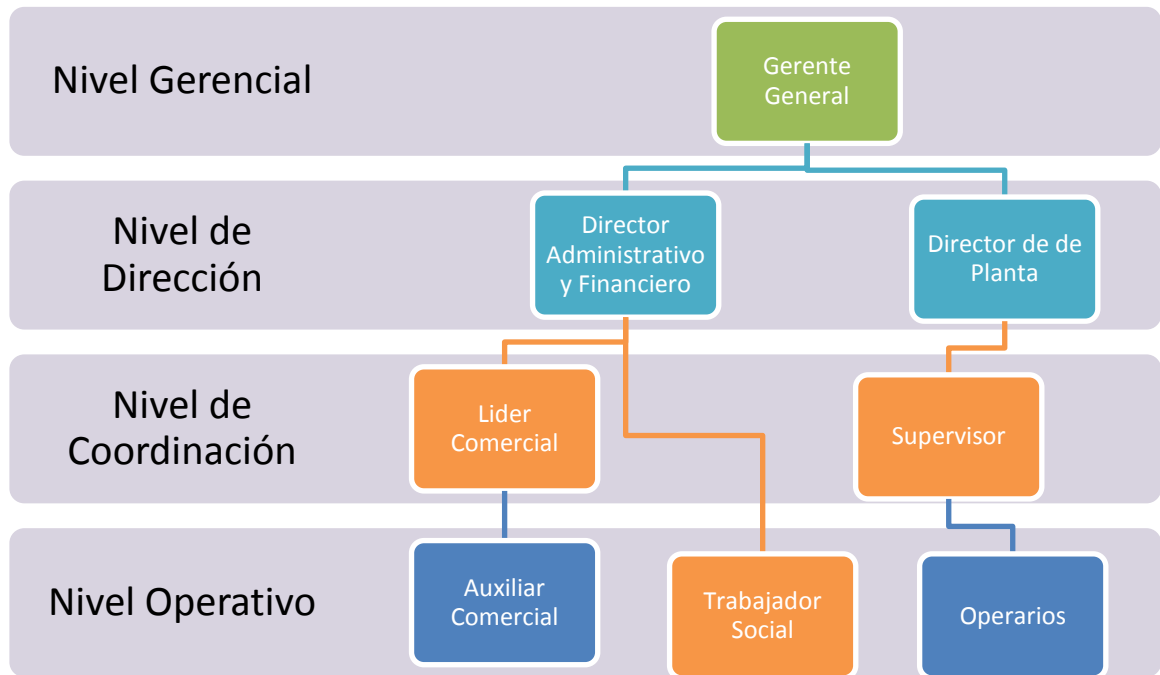 Nivel Gerencial
Gerente
General
Nivel de
Dirección
Director
Administrativo
y Financiero
Director de de
Planta
Nivel de
Coordinación
Lider
Comercial
Supervisor
Nivel Operativo
Auxiliar
Comercial
Trabajador
Social
Operarios